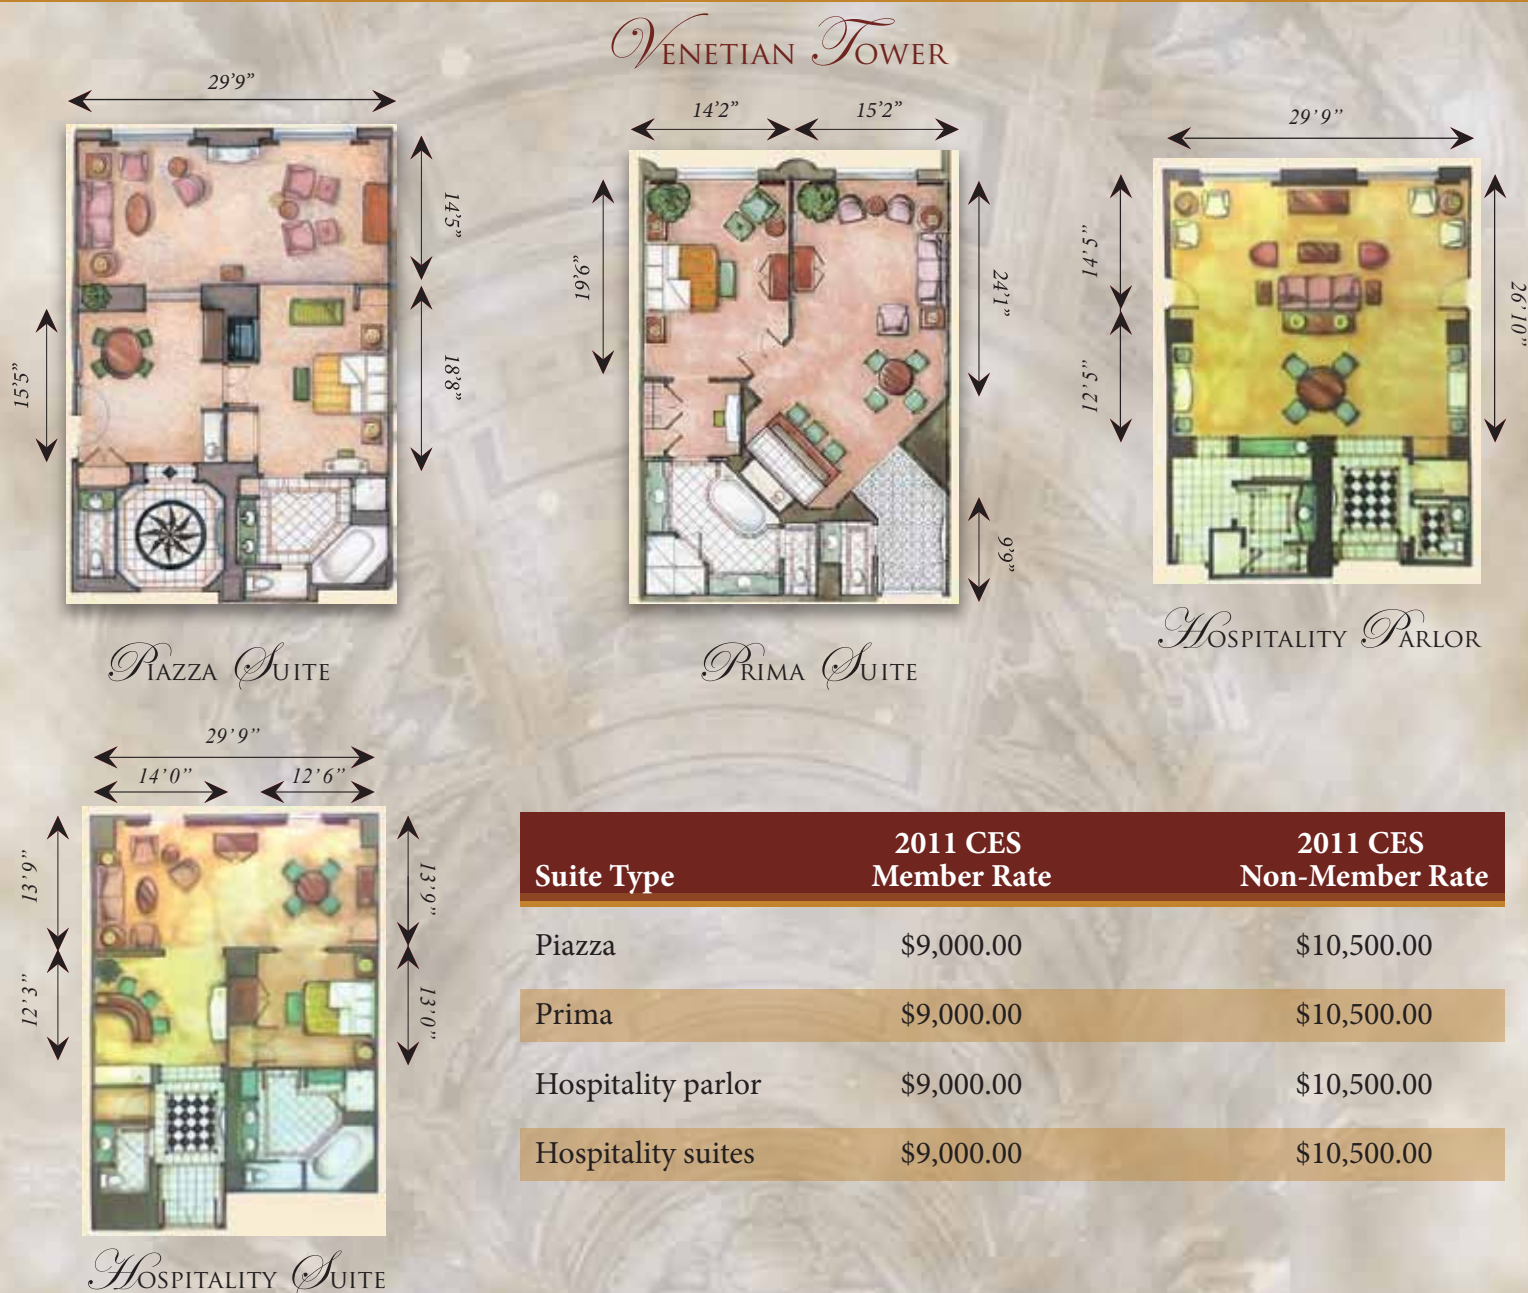 Venetian Tower
29’9”
14’5”
18’8”
15’5”
Piazza Suite
14’2”
15’2”
19’6”
24’1”
9’9”
Prima Suite
29’9”
14’5”
12’5”
26’10”
Hospitality Parlor
29’9”
14’0”
12’6”
13’9”
12’3”
13’9”
13’0”
Hospitality Suite
Suite Type 2011 CES Member Rate 2011 CES Non-Member Rate
Piazza $9,000.00 $10,500.00
Prima $9,000.00 $10,500.00
Hospitality parlor $9,000.00 $10,500.00
Hospitality suites $9,000.00 $10,500.00